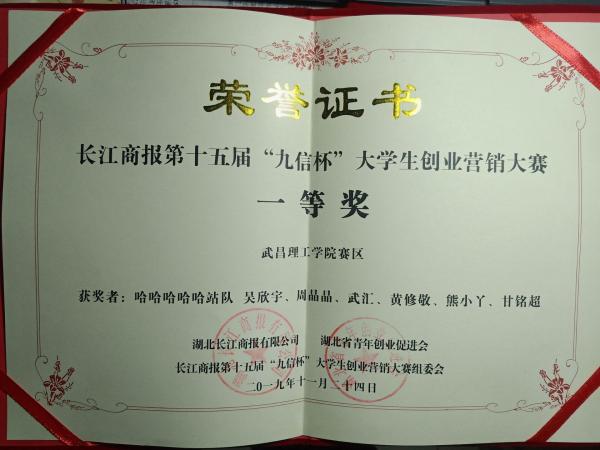 荣誉证书
长江商报第十五届“九信杯”大学生创业营销大赛
一等奖
武昌理工学院赛区
获奖者：哈哈哈哈哈站队 吴欣宇、周晶晶、武汇、黄修敬、熊小丫、甘铭超
湖北长江商报有限公司 湖北省青年创业促进会
长江商报第十五届“九信杯”大学生创业营销大赛组委会
二〇一九年十一月二十四日